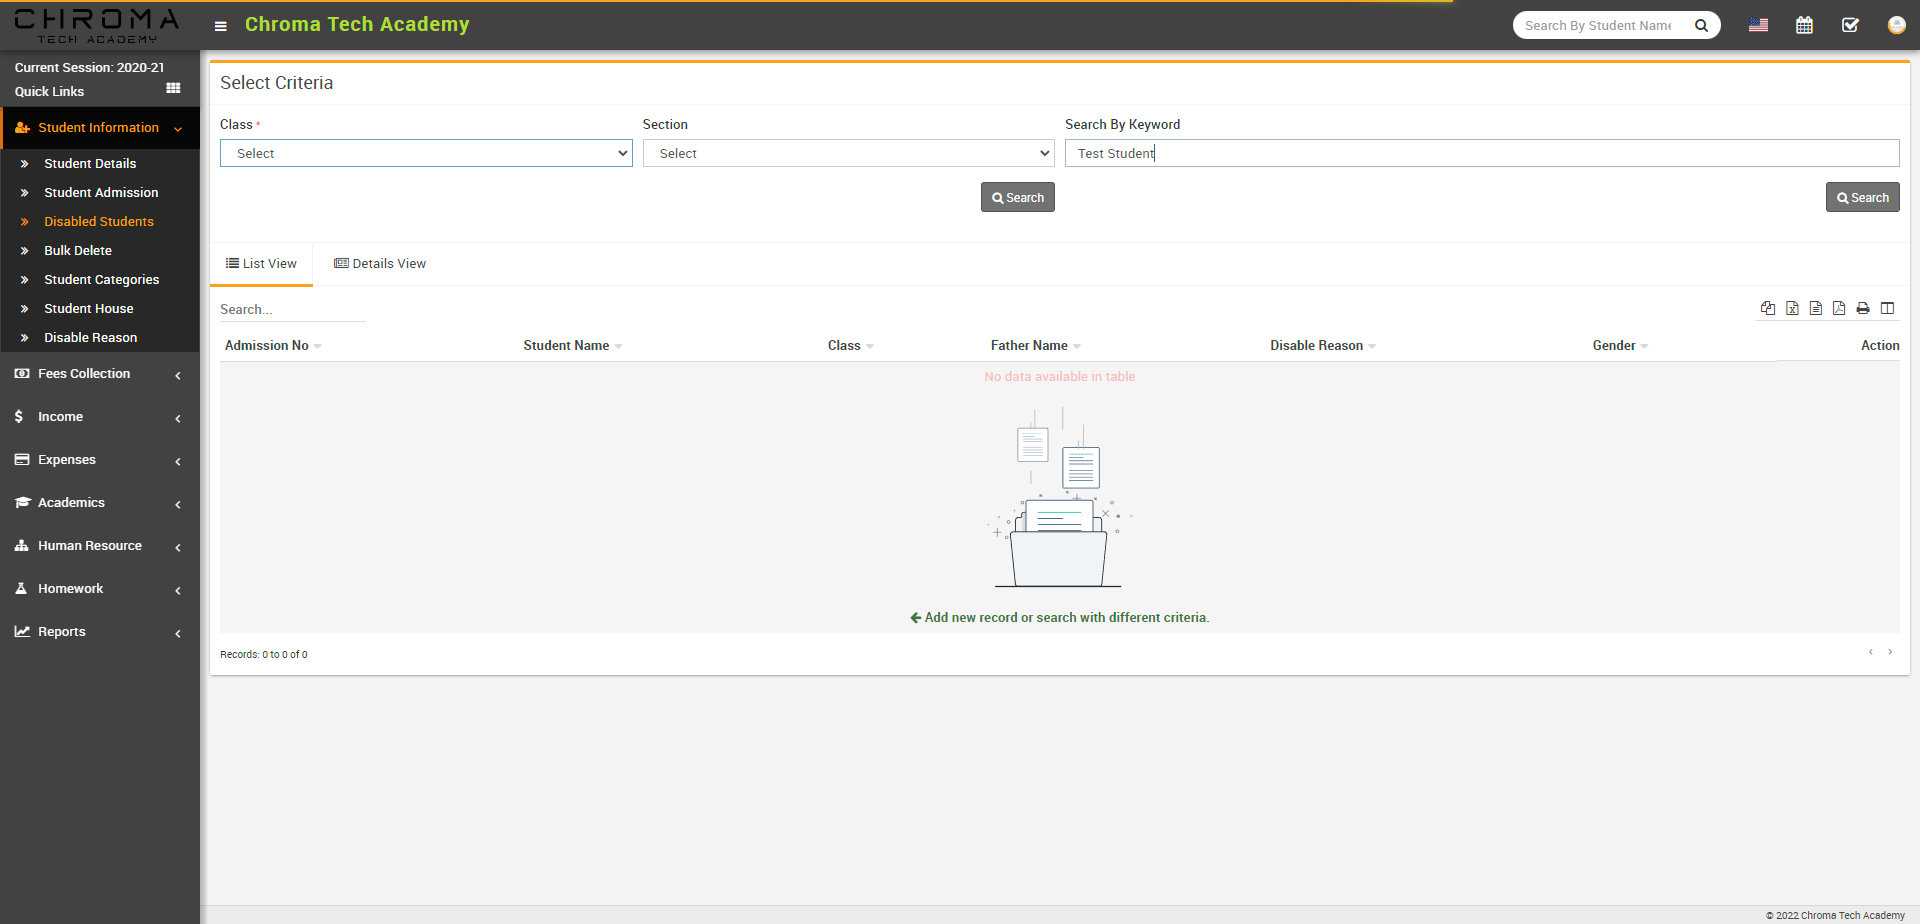 CHROMA
TECH ACADEMY
Chroma Tech Academy
Search By Student Name
Current Session: 2020-21
Quick Links
Student Information
Student Details
Student Admission
Disabled Students
Bulk Delete
Student Categories
Student House
Disable Reason
Fees Collection
Income
Expenses
Academics
Human Resource
Homework
Reports
Select Criteria
Class *
Section
Search By Keyword
Select
Select
Test Student
Search
Search
List View
Details View
Search...
Admission No
Student Name
Class
Father Name
Disable Reason
Gender
Action
No data available in table
Add new record or search with different criteria.
Records: 0 to 0 of 0
© 2022 Chroma Tech Academy